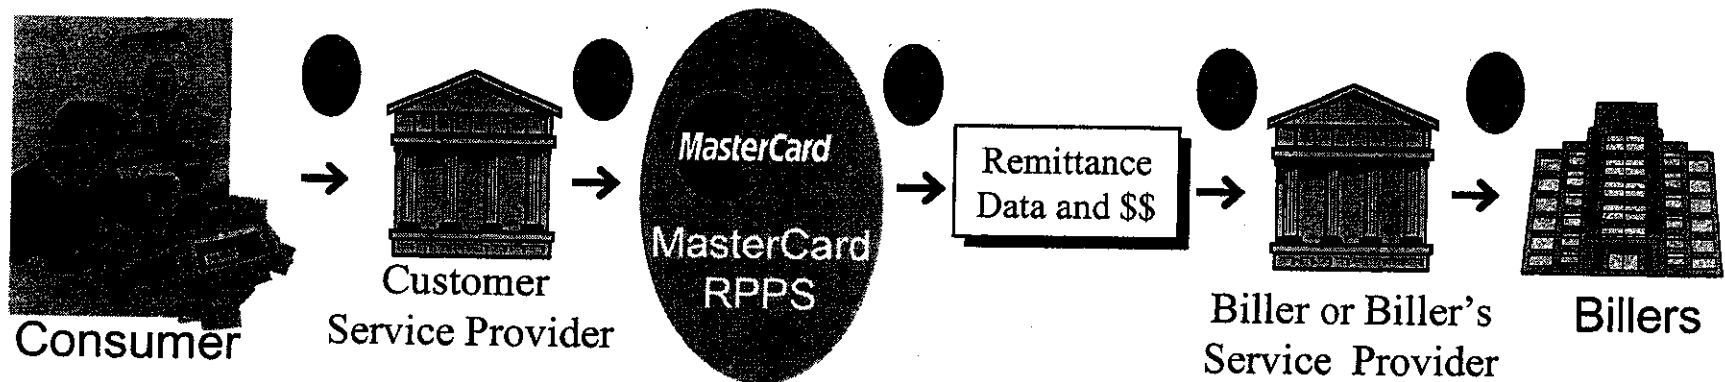 Consumer
Customer
Service Provider
MasterCard
MasterCard
RPPS
Remittance
Data and $$
Biller or Biller's
Service Provider
Billers